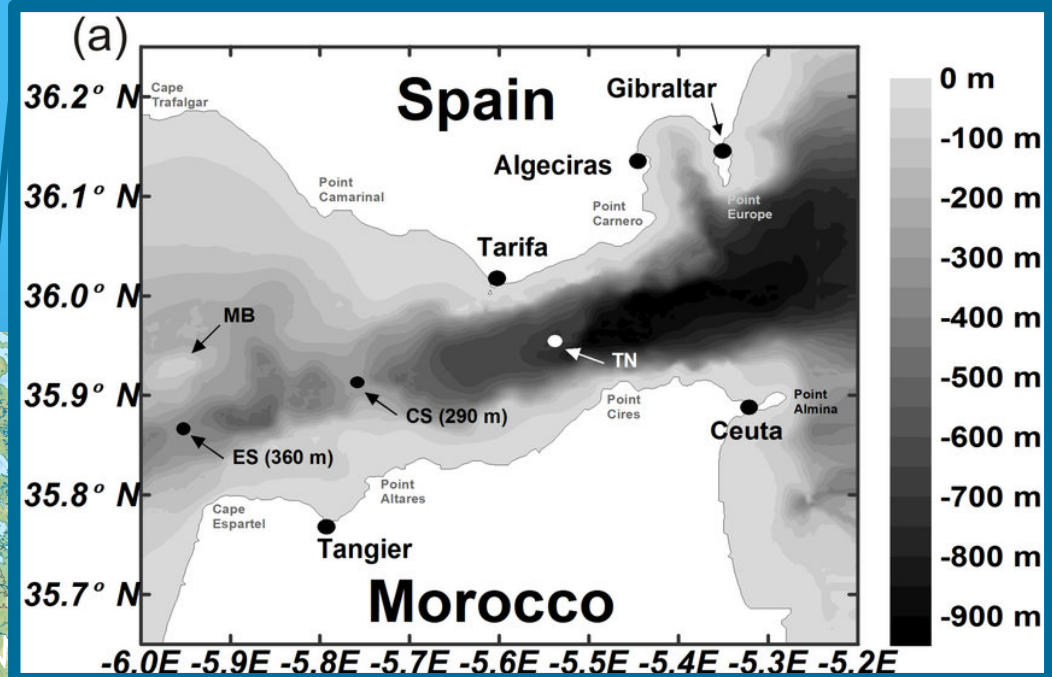 (a)
Spain
Gibraltar
Algeciras
Tarifa
Cape
Trafalgar
Point
Camarinal
Point
Carnero
Point
Europe
MB
TN
CS (290 m)
ES (360 m)
Point
Cires
Point
Almina
Ceuta
Point
Altares
Cape
Espartel
Tangier
Morocco
36.2° N
36.1° N
36.0° N
35.9° N
35.8° N
35.7° N
-6.0E -5.9E -5.8E -5.7E -5.6E -5.5E -5.4E -5.3E -5.2E
0 m
-100 m
-200 m
-300 m
-400 m
-500 m
-600 m
-700 m
-800 m
-900 m